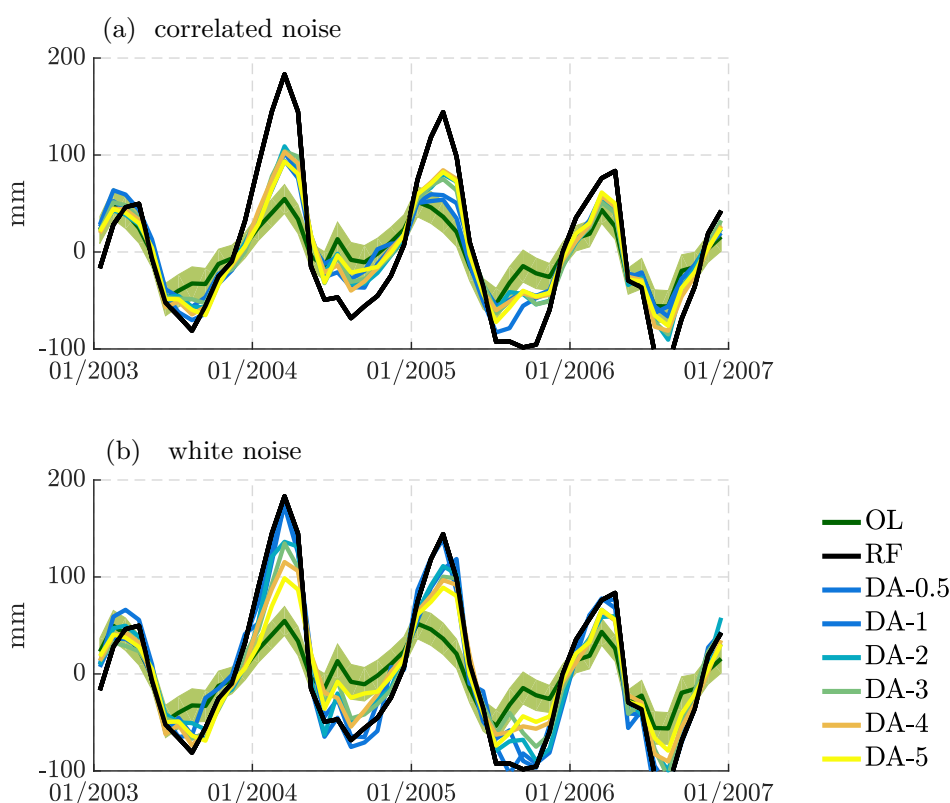 (a) correlated noise
200
100
0
-100
mm
01/2003 01/2004 01/2005 01/2006 01/2007
(b) white noise
200
100
0
-100
mm
01/2003 01/2004 01/2005 01/2006 01/2007
OL
RF
DA-0.5
DA-1
DA-2
DA-3
DA-4
DA-5